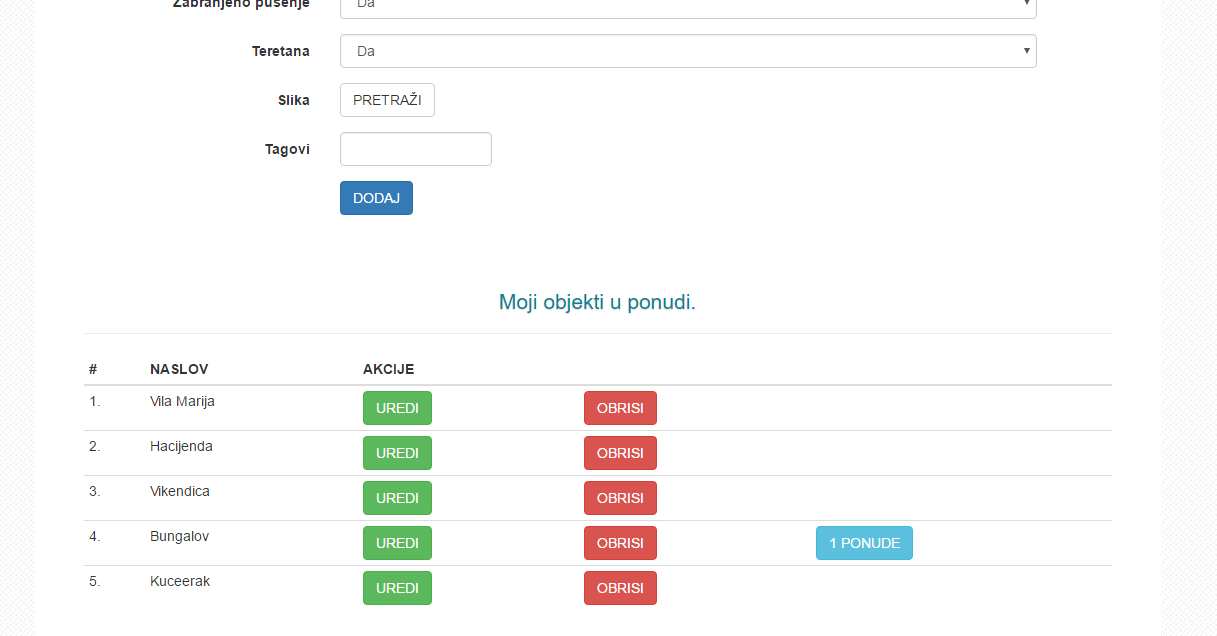 Zabranjeno pušenje Da
Teretana Da
Slika PRETRAŽI
Tagovi
DODAJ
Moji objekti u ponudi.
# NASLOV AKCIJE
1. Vila Marija UREDI OBRISI
2. Hacijenda UREDI OBRISI
3. Vikendica UREDI OBRISI
4. Bungalov UREDI OBRISI 1 PONUDE
5. Kuceerak UREDI OBRISI